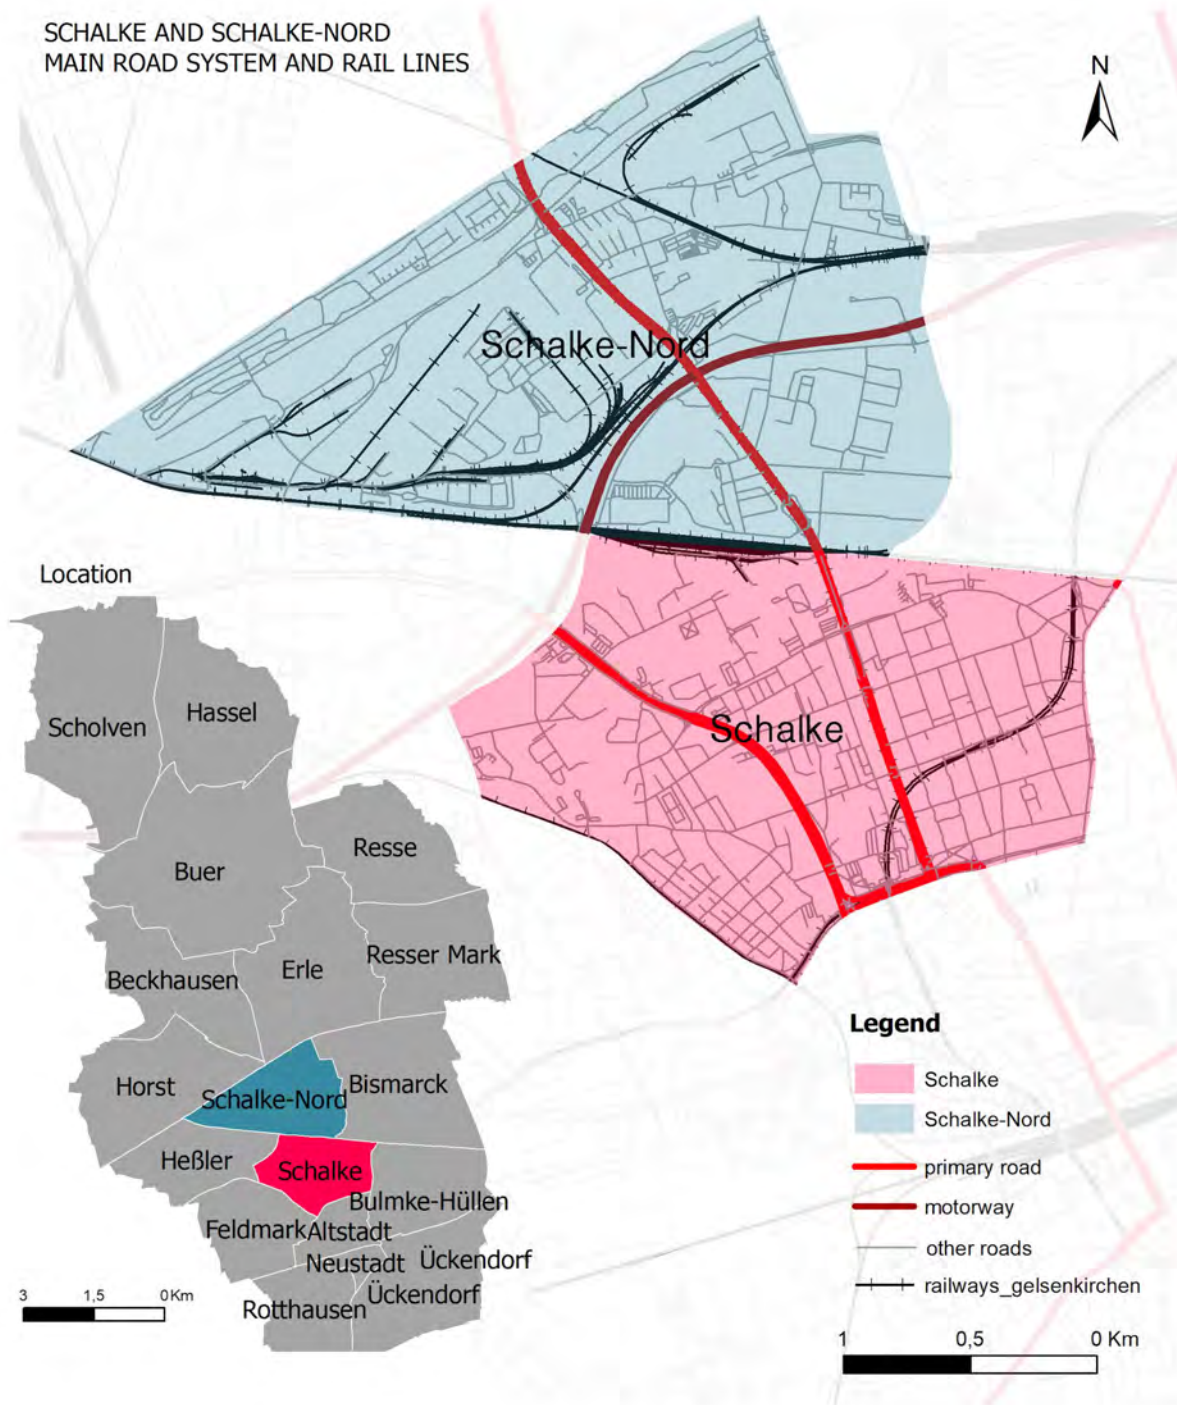 SCHALKE AND SCHALKE-NORD
MAIN ROAD SYSTEM AND RAIL LINES
N
Schalke-Nord
Schalke
Location
Scholven
Hassel
Buer
Resse
Beckhausen
Erle
Resser Mark
Horst
Schalke-Nord
Bismarck
Heßler
Schalke
Bulmke-Hüllen
Feldmark
Altstadt
Neustadt
Ückendorf
Ückendorf
Rotthausen
3 1,5 0 Km
Legend
Schalke
Schalke-Nord
primary road
motorway
other roads
railways_gelsenkirchen
1 0,5 0 Km